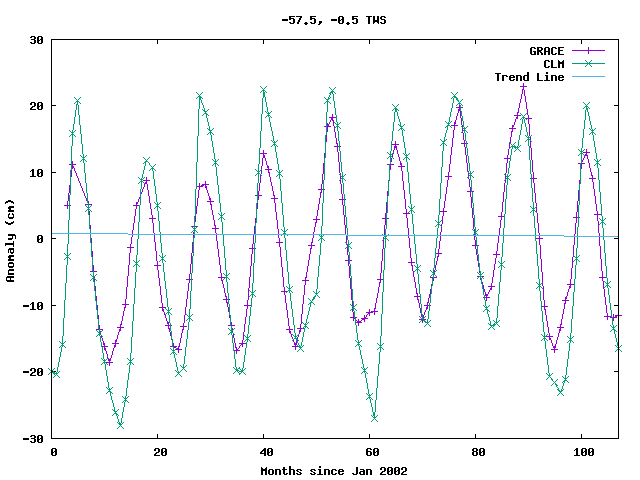 -57.5, -0.5 TWS
GRACE
CLM
Trend Line
30
20
10
0
-10
-20
-30
Anomaly (cm)
0 20 40 60 80 100
Months since Jan 2002